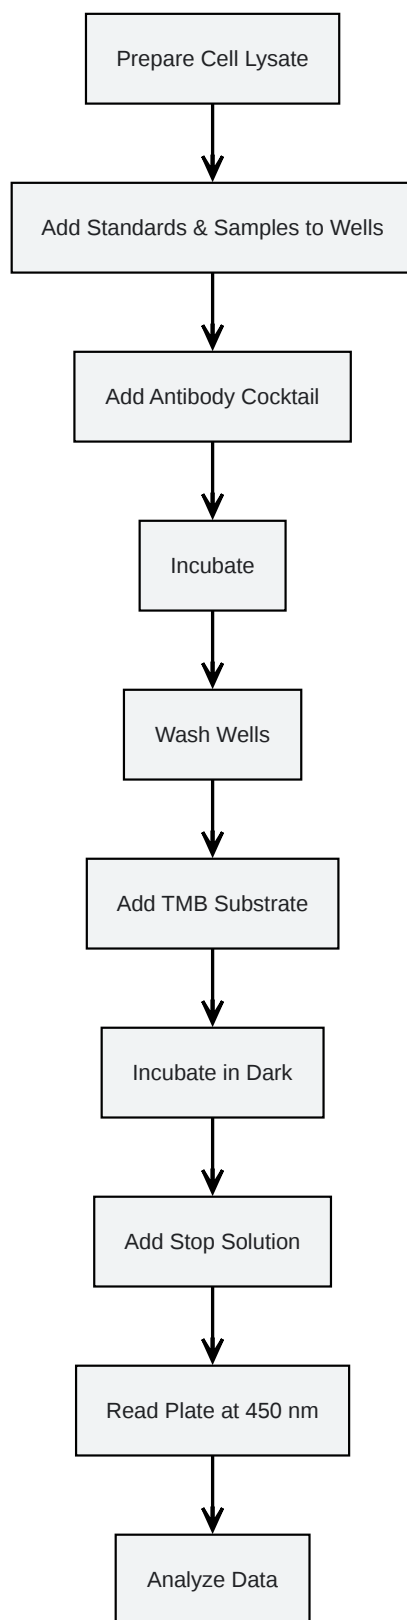 Prepare Cell Lysate
Add Standards & Samples to Wells
Add Antibody Cocktail
Incubate
Wash Wells
Add TMB Substrate
Incubate in Dark
Add Stop Solution
Read Plate at 450 nm
Analyze Data